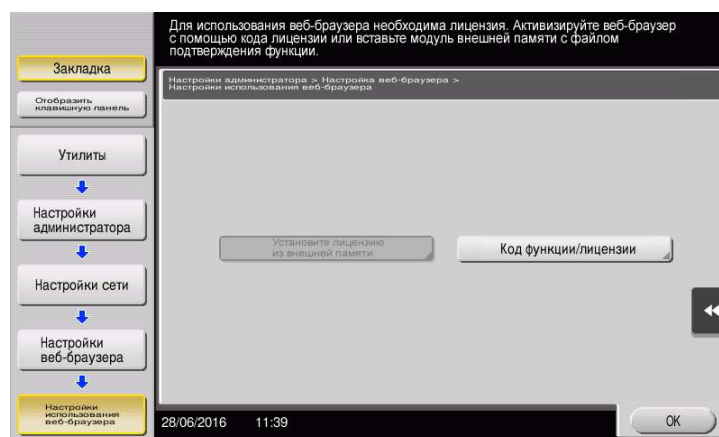 Для использования веб-браузера необходима лицензия. Активизируйте веб-браузер
с помощью кода лицензии или вставьте модуль внешней памяти с файлом
подтверждения функции.
Закладка
Отобразить
клавишную панель
Утилиты
Настройки
администратора
Настройки сети
Настройки
веб-браузера
Настройки
использования
веб-браузера
Настройки администратора > Настройка веб-браузера >
Настройки использования веб-браузера
Установите лицензию
из внешней памяти
Код функции/лицензии
28/06/2016 11:39
OK